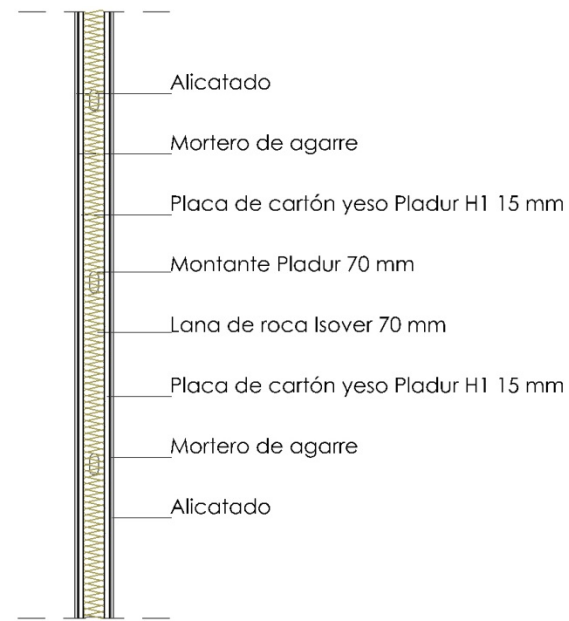 Alicatado
Mortero de agarre
Placa de cartón yeso Pladur H1 15 mm
Montante Pladur 70 mm
Lana de roca Isover 70 mm
Placa de cartón yeso Pladur H1 15 mm
Mortero de agarre
Alicatado